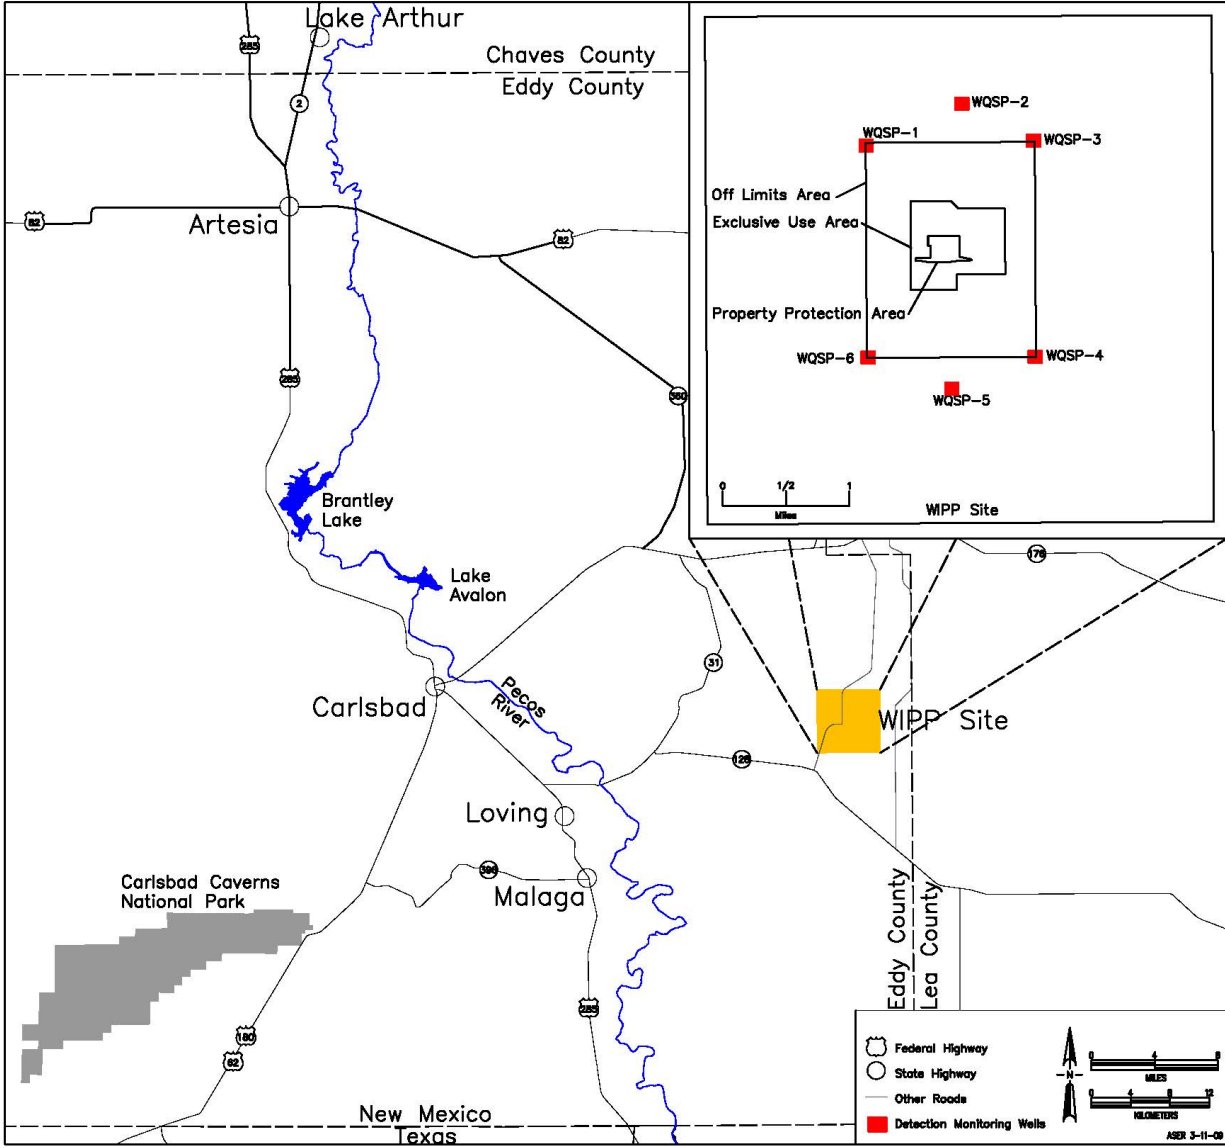 Lake Arthur
285
Chaves County
Eddy County
2
Artesia
82
82
285
360
Brantley
Lake
Lake
Avalon
Carlsbad
Pecos
River
31
WIPP Site
128
176
Loving
Malaga
396
Carlsbad Caverns
National Park
285
180
62
Eddy County
Lea County
New Mexico
Texas
WQSP-2
WQSP-1
WQSP-3
Off Limits Area
Exclusive Use Area
Property Protection Area
WQSP-6
WQSP-4
WQSP-5
0 1/2 1
Miles
WIPP Site
Federal Highway
State Highway
Other Roads
Detection Monitoring Wells
N
0 4 8
MILES
0 4 8 12
KILOMETERS
ASER 3-11-09